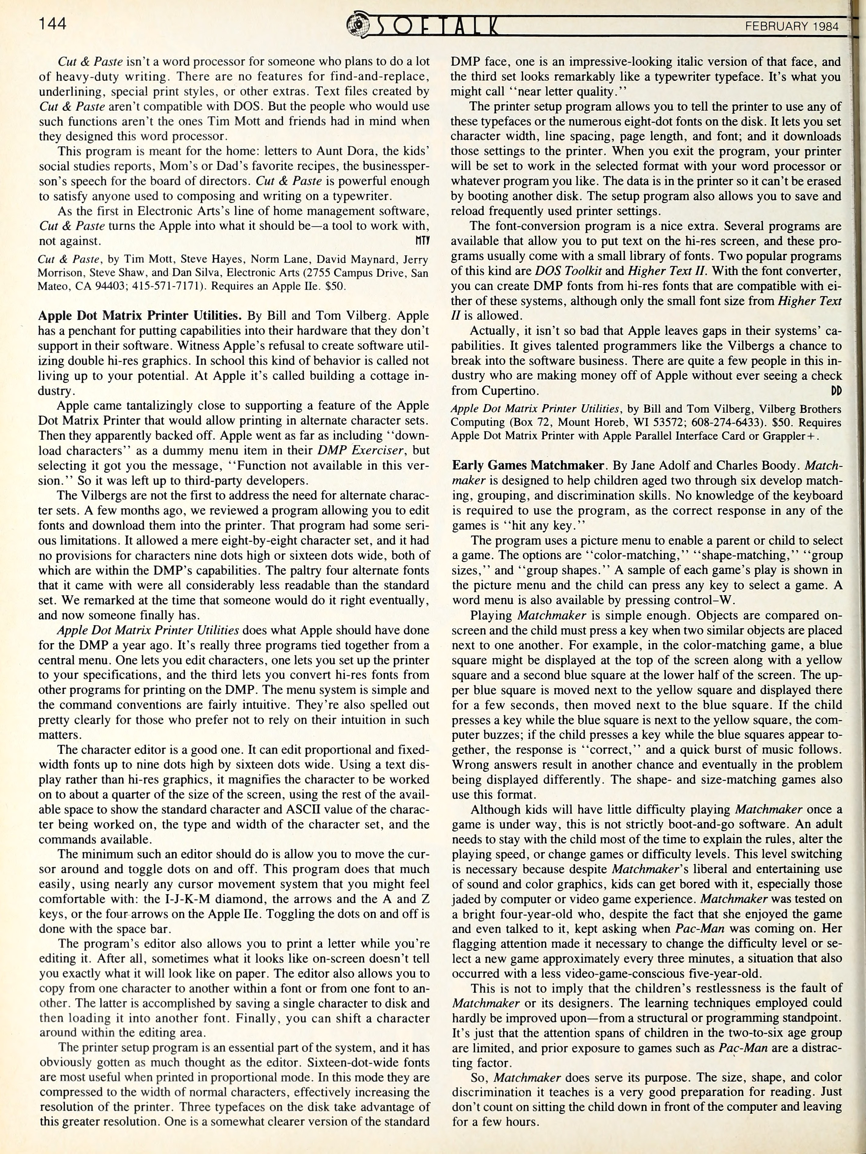 144
SOFTALK
FEBRUARY 1984
Cut & Paste isn't a word processor for someone who plans to do a lot
of heavy-duty writing. There are no features for find-and-replace,
underlining, special print styles, or other extras. Text files created by
Cut & Paste aren't compatible with DOS. But the people who would use
such functions aren't the ones Tim Mott and friends had in mind when
they designed this word processor.
This program is meant for the home: letters to Aunt Dora, the kids'
social studies reports, Mom's or Dad's favorite recipes, the businessper-
son's speech for the board of directors. Cut & Paste is powerful enough
to satisfy anyone used to composing and writing on a typewriter.
As the first in Electronic Arts's line of home management software,
Cut & Paste turns the Apple into what it should be—a tool to work with,
not against. MTY
Cut & Paste, by Tim Mott, Steve Hayes, Norm Lane, David Maynard, Jerry
Morrison, Steve Shaw, and Dan Silva, Electronic Arts (2755 Campus Drive, San
Mateo, CA 94403; 415-571-7171). Requires an Apple IIe. $50.
Apple Dot Matrix Printer Utilities. By Bill and Tom Vilberg. Apple
has a penchant for putting capabilities into their hardware that they don't
support in their software. Witness Apple's refusal to create software util-
izing double hi-res graphics. In school this kind of behavior is called not
living up to your potential. At Apple it's called building a cottage in-
dustry.
Apple came tantalizingly close to supporting a feature of the Apple
Dot Matrix Printer that would allow printing in alternate character sets.
Then they apparently backed off. Apple went as far as including "down-
load characters" as a dummy menu item in their DMP Exerciser, but
selecting it got you the message, "Function not available in this ver-
sion." So it was left up to third-party developers.
The Vilbergs are not the first to address the need for alternate charac-
ter sets. A few months ago, we reviewed a program allowing you to edit
fonts and download them into the printer. That program had some seri-
ous limitations. It allowed a mere eight-by-eight character set, and it had
no provisions for characters nine dots high or sixteen dots wide, both of
which are within the DMP's capabilities. The paltry four alternate fonts
that it came with were all considerably less readable than the standard
set. We remarked at the time that someone would do it right eventually,
and now someone finally has.
Apple Dot Matrix Printer Utilities does what Apple should have done
for the DMP a year ago. It's really three programs tied together from a
central menu. One lets you edit characters, one lets you set up the printer
to your specifications, and the third lets you convert hi-res fonts from
other programs for printing on the DMP. The menu system is simple and
the command conventions are fairly intuitive. They're also spelled out
pretty clearly for those who prefer not to rely on their intuition in such
matters.
The character editor is a good one. It can edit proportional and fixed-
width fonts up to nine dots high by sixteen dots wide. Using a text dis-
play rather than hi-res graphics, it magnifies the character to be worked
on to about a quarter of the size of the screen, using the rest of the avail-
able space to show the standard character and ASCII value of the charac-
ter being worked on, the type and width of the character set, and the
commands available.
The minimum such an editor should do is allow you to move the cur-
sor around and toggle dots on and off. This program does that much
easily, using nearly any cursor movement system that you might feel
comfortable with: the I-J-K-M diamond, the arrows and the A and Z
keys, or the four arrows on the Apple IIe. Toggling the dots on and off is
done with the space bar.
The program's editor also allows you to print a letter while you're
editing it. After all, sometimes what it looks like on-screen doesn't tell
you exactly what it will look like on paper. The editor also allows you to
copy from one character to another within a font or from one font to an-
other. The latter is accomplished by saving a single character to disk and
then loading it into another font. Finally, you can shift a character
around within the editing area.
The printer setup program is an essential part of the system, and it has
obviously gotten as much thought as the editor. Sixteen-dot-wide fonts
are most useful when printed in proportional mode. In this mode they are
compressed to the width of normal characters, effectively increasing the
resolution of the printer. Three typefaces on the disk take advantage of
this greater resolution. One is a somewhat clearer version of the standard
DMP face, one is an impressive-looking italic version of that face, and
the third set looks remarkably like a typewriter typeface. It's what you
might call "near letter quality."
The printer setup program allows you to tell the printer to use any of
these typefaces or the numerous eight-dot fonts on the disk. It lets you set
character width, line spacing, page length, and font; and it downloads
those settings to the printer. When you exit the program, your printer
will be set to work in the selected format with your word processor or
whatever program you like. The data is in the printer so it can't be erased
by booting another disk. The setup program also allows you to save and
reload frequently used printer settings.
The font-conversion program is a nice extra. Several programs are
available that allow you to put text on the hi-res screen, and these pro-
grams usually come with a small library of fonts. Two popular programs
of this kind are DOS Toolkit and Higher Text II. With the font converter,
you can create DMP fonts from hi-res fonts that are compatible with ei-
ther of these systems, although only the small font size from Higher Text
II is allowed.
Actually, it isn't so bad that Apple leaves gaps in their systems' ca-
pabilities. It gives talented programmers like the Vilbergs a chance to
break into the software business. There are quite a few people in this in-
dustry who are making money off of Apple without ever seeing a check
from Cupertino. DD
Apple Dot Matrix Printer Utilities, by Bill and Tom Vilberg, Vilberg Brothers
Computing (Box 72, Mount Horeb, WI 53572; 608-274-6433). $50. Requires
Apple Dot Matrix Printer with Apple Parallel Interface Card or Grappler+.
Early Games Matchmaker. By Jane Adolf and Charles Boody. Match-
maker is designed to help children aged two through six develop match-
ing, grouping, and discrimination skills. No knowledge of the keyboard
is required to use the program, as the correct response in any of the
games is "hit any key."
The program uses a picture menu to enable a parent or child to select
a game. The options are "color-matching," "shape-matching," "group
sizes," and "group shapes." A sample of each game's play is shown in
the picture menu and the child can press any key to select a game. A
word menu is also available by pressing control-W.
Playing Matchmaker is simple enough. Objects are compared on-
screen and the child must press a key when two similar objects are placed
next to one another. For example, in the color-matching game, a blue
square might be displayed at the top of the screen along with a yellow
square and a second blue square at the lower half of the screen. The up-
per blue square is moved next to the yellow square and displayed there
for a few seconds, then moved next to the blue square. If the child
presses a key while the blue square is next to the yellow square, the com-
puter buzzes; if the child presses a key while the blue squares appear to-
gether, the response is "correct," and a quick burst of music follows.
Wrong answers result in another chance and eventually in the problem
being displayed differently. The shape- and size-matching games also
use this format.
Although kids will have little difficulty playing Matchmaker once a
game is under way, this is not strictly boot-and-go software. An adult
needs to stay with the child most of the time to explain the rules, alter the
playing speed, or change games or difficulty levels. This level switching
is necessary because despite Matchmaker's liberal and entertaining use
of sound and color graphics, kids can get bored with it, especially those
jaded by computer or video game experience. Matchmaker was tested on
a bright four-year-old who, despite the fact that she enjoyed the game
and even talked to it, kept asking when Pac-Man was coming on. Her
flagging attention made it necessary to change the difficulty level or se-
lect a new game approximately every three minutes, a situation that also
occurred with a less video-game-conscious five-year-old.
This is not to imply that the children's restlessness is the fault of
Matchmaker or its designers. The learning techniques employed could
hardly be improved upon—from a structural or programming standpoint.
It's just that the attention spans of children in the two-to-six age group
are limited, and prior exposure to games such as Pac-Man are a distrac-
ting factor.
So, Matchmaker does serve its purpose. The size, shape, and color
discrimination it teaches is a very good preparation for reading. Just
don't count on sitting the child down in front of the computer and leaving
for a few hours.